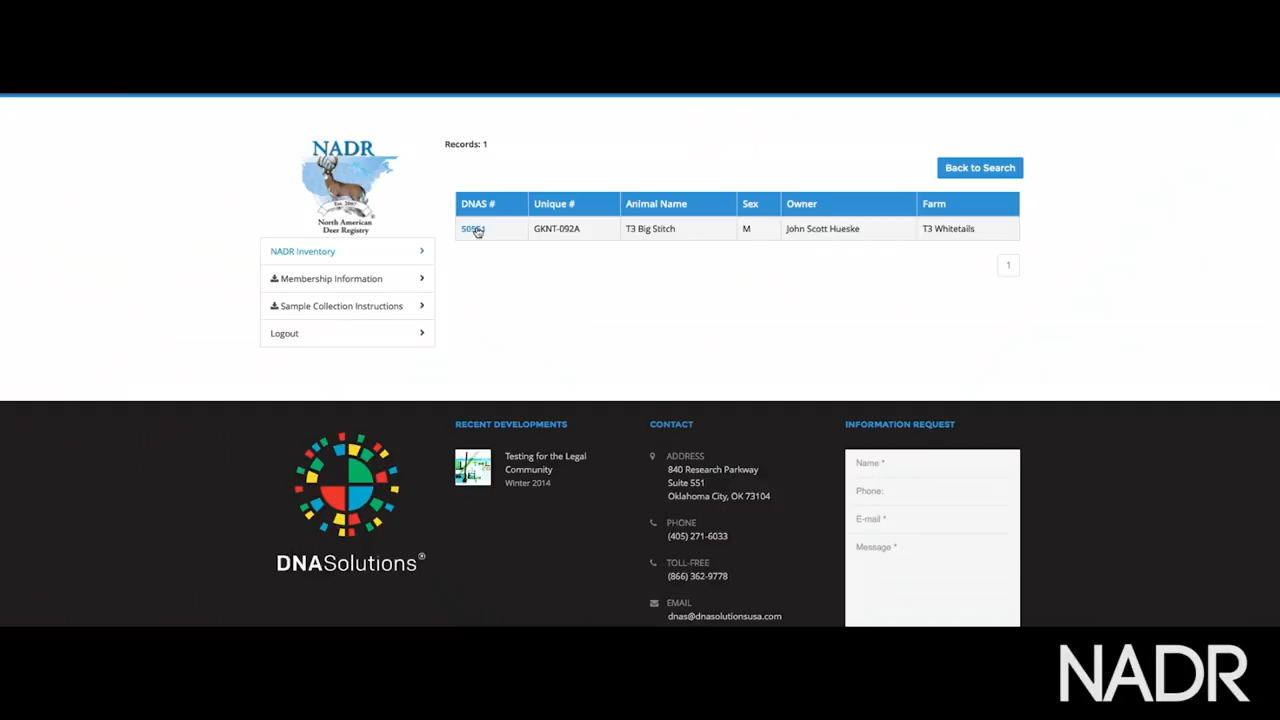 NADR
Est. 2007
North American
Deer Registry
NADR Inventory
Membership Information
Sample Collection Instructions
Logout
Records: 1
Back to Search
DNAS # Unique # Animal Name Sex Owner Farm
GKNT-092A T3 Big Stitch M John Scott Hueske T3 Whitetails
1
DNASolutions®
RECENT DEVELOPMENTS
Testing for the Legal
Community
Winter 2014
CONTACT
ADDRESS
840 Research Parkway
Suite 551
Oklahoma City, OK 73104
PHONE
(405) 271-6033
TOLL-FREE
(866) 362-9778
EMAIL
dnas@dnasolutionsusa.com
INFORMATION REQUEST
Name *
Phone:
E-mail *
Message *
NADR